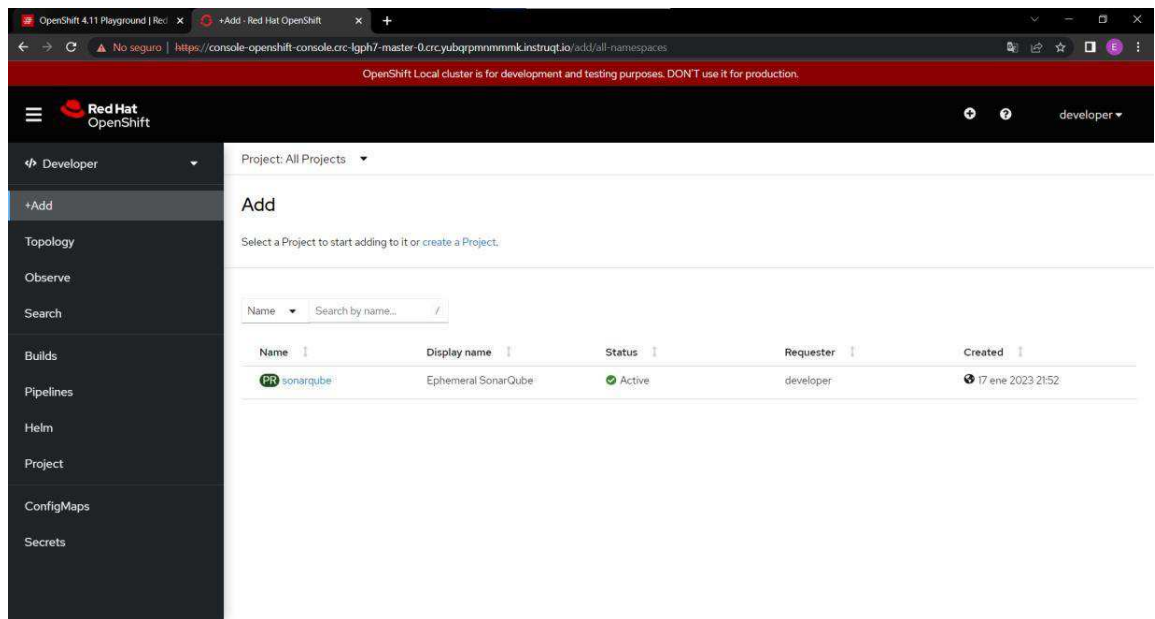 OpenShift 4.11 Playground | Red
+Add · Red Hat OpenShift
No seguro | https://console-openshift-console.crc-lgph7-master-0.crc.yubqrpmnmmmk.instruqt.io/add/all-namespaces
E
OpenShift Local cluster is for development and testing purposes. DON'T use it for production.
Red Hat
OpenShift
developer
Developer
Project: All Projects
+Add
Add
Topology
Select a Project to start adding to it or create a Project.
Observe
Search
Name Search by name... /
Builds
Name Display name Status Requester Created
PR sonarqube Ephemeral SonarQube Active developer 17 ene 2023 21:52
Pipelines
Helm
Project
ConfigMaps
Secrets